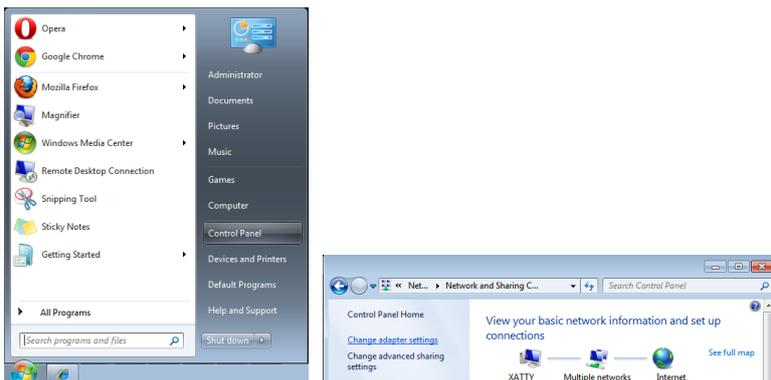 Opera
Google Chrome
Mozilla Firefox
Magnifier
Windows Media Center
Remote Desktop Connection
Snipping Tool
Sticky Notes
Getting Started
All Programs
Search programs and files
Administrator
Documents
Pictures
Music
Games
Computer
Control Panel
Devices and Printers
Default Programs
Help and Support
Shut down
« Net... Network and Sharing C...
Search Control Panel
Control Panel Home
Change adapter settings
Change advanced sharing
settings
View your basic network information and set up
connections
See full map
XATTY Multiple networks Internet